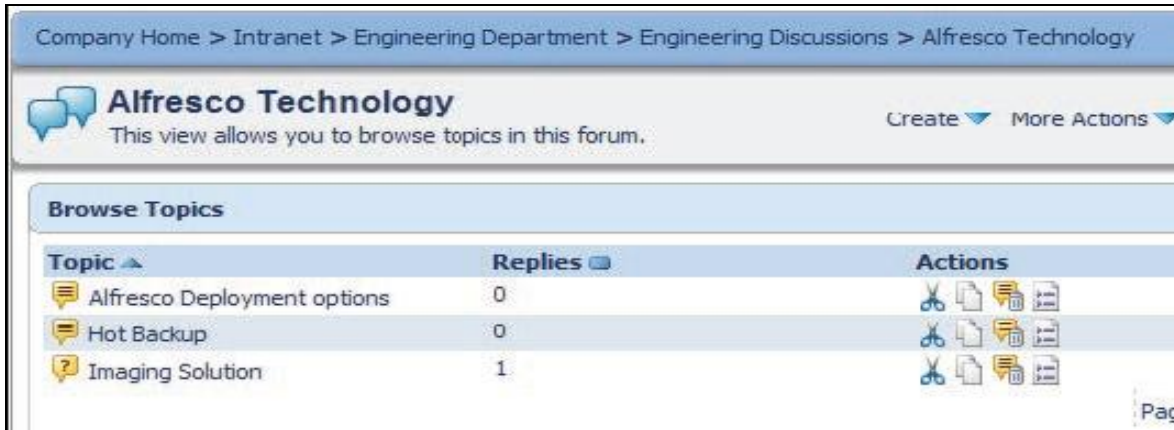 Company Home > Intranet > Engineering Department > Engineering Discussions > Alfresco Technology
Alfresco Technology
This view allows you to browse topics in this forum.
Create More Actions
Browse Topics
Topic Replies Actions
Alfresco Deployment options 0
Hot Backup 0
? Imaging Solution 1